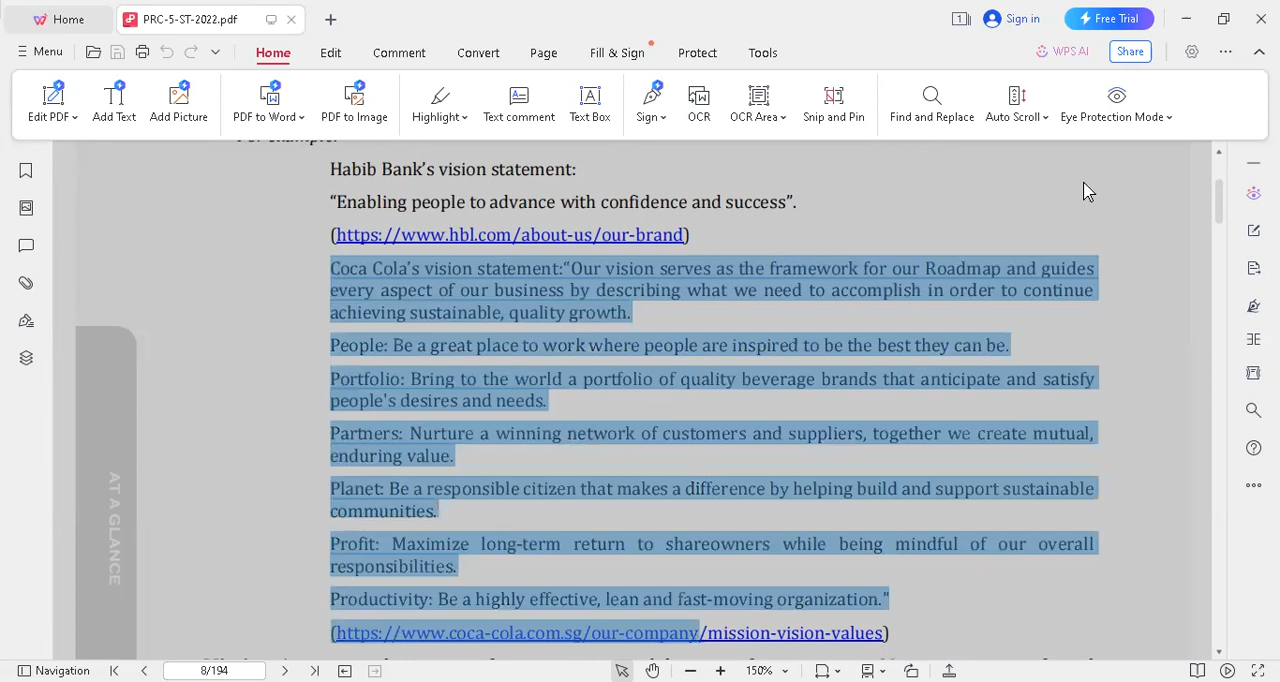 Home
PRC-5-ST-2022.pdf
Sign in
Free Trial
Menu
Home
Edit
Comment
Convert
Page
Fill & Sign
Protect
Tools
WPS AI
Share
Edit PDF
Add Text
Add Picture
PDF to Word
PDF to Image
Highlight
Text comment
Text Box
Sign
OCR
OCR Area
Snip and Pin
Find and Replace
Auto Scroll
Eye Protection Mode
For example:
Habib Bank’s vision statement:
“Enabling people to advance with confidence and success”.
(https://www.hbl.com/about-us/our-brand)
Coca Cola’s vision statement:“Our vision serves as the framework for our Roadmap and guides
every aspect of our business by describing what we need to accomplish in order to continue
achieving sustainable, quality growth.
People: Be a great place to work where people are inspired to be the best they can be.
Portfolio: Bring to the world a portfolio of quality beverage brands that anticipate and satisfy
people's desires and needs.
Partners: Nurture a winning network of customers and suppliers, together we create mutual,
enduring value.
Planet: Be a responsible citizen that makes a difference by helping build and support sustainable
communities.
Profit: Maximize long-term return to shareowners while being mindful of our overall
responsibilities.
Productivity: Be a highly effective, lean and fast-moving organization."
(https://www.coca-cola.com.sg/our-company/mission-vision-values)
AT A GLANCE
Navigation
8/194
150%